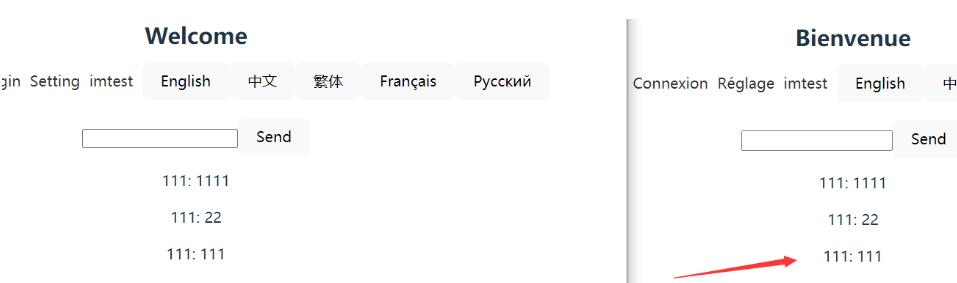 Welcome
gin Setting imtest English 中文 繁体 Français Русский
Send
111: 1111
111: 22
111: 111
Bienvenue
Connexion Réglage imtest English
Send
111: 1111
111: 22
111: 111